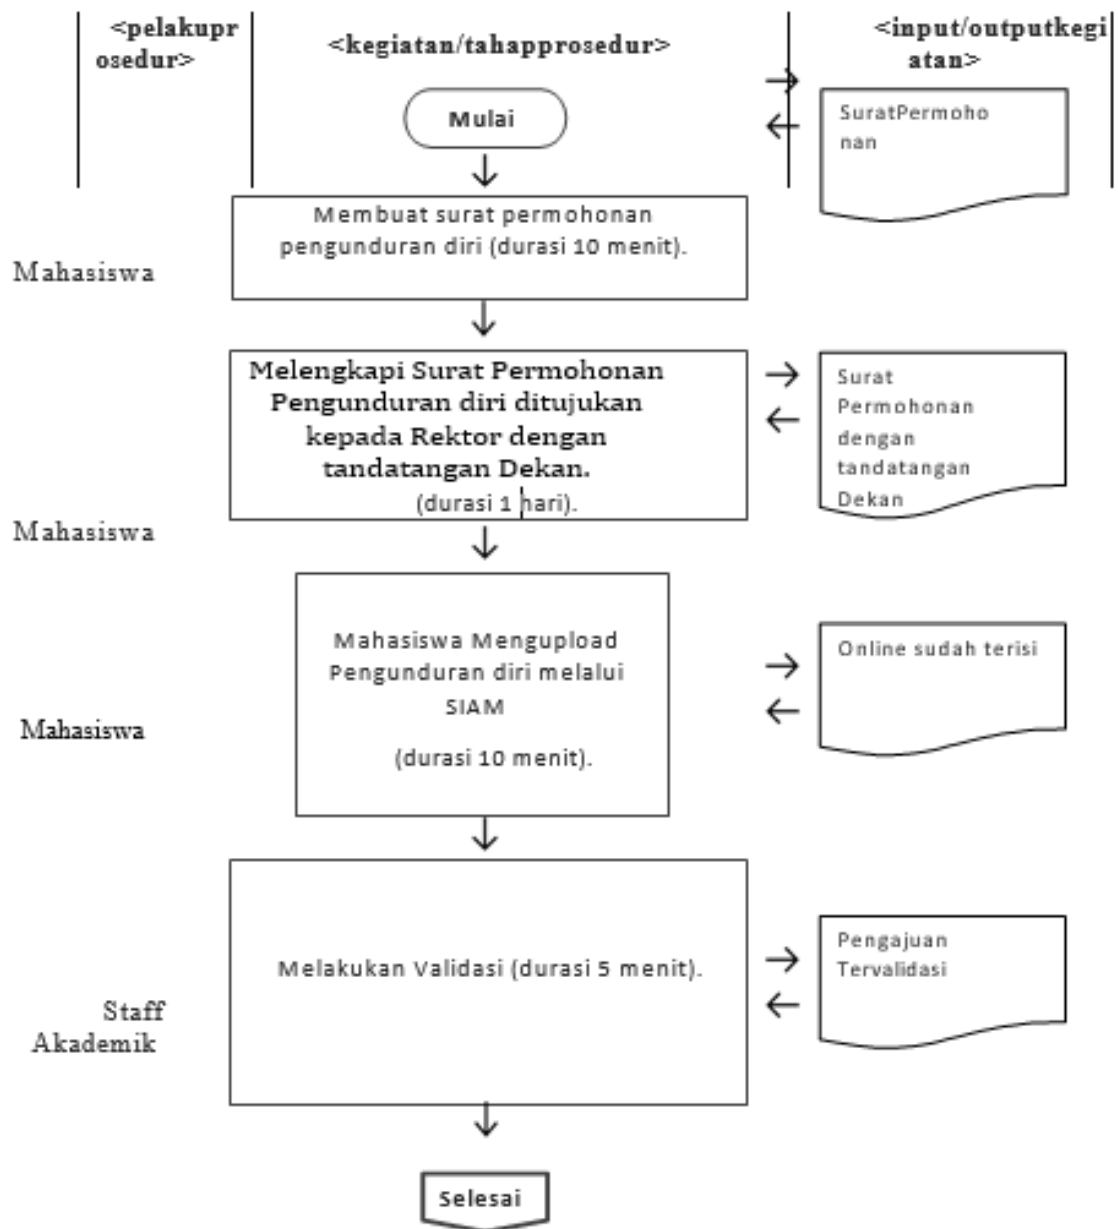 <pelakupr
osedur>
<kegiatan/tahapprosedur>
<input/outputkegi
atan>
Mulai
SuratPermoho
nan
Mahasiswa
Membuat surat permohonan
pengunduran diri (durasi 10 menit).
Mahasiswa
Melengkapi Surat Permohonan
Pengunduran diri ditujukan
kepada Rektor dengan
tandatangan Dekan.
(durasi 1 hari).
Surat
Permohonan
dengan
tandatangan
Dekan
Mahasiswa
Mahasiswa Mengupload
Pengunduran diri melalui
SIAM
(durasi 10 menit).
Online sudah terisi
Staff
Akademik
Melakukan Validasi (durasi 5 menit).
Pengajuan
Tervalidasi
Selesai